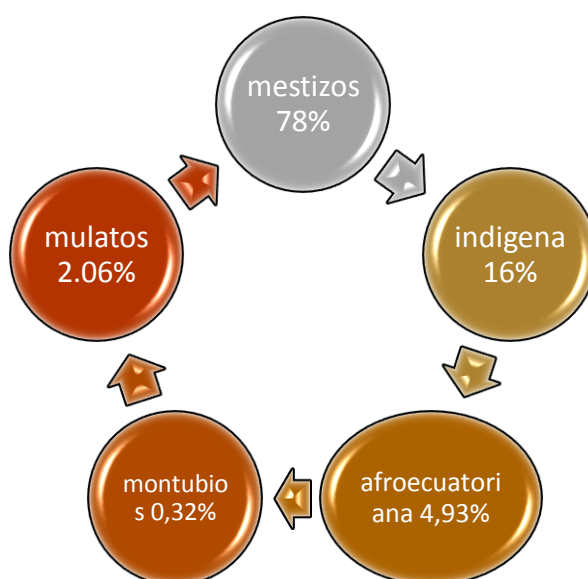 mestizos
78%
indigena
16%
afroecuatori
ana 4,93%
montubio
s 0,32%
mulatos
2.06%